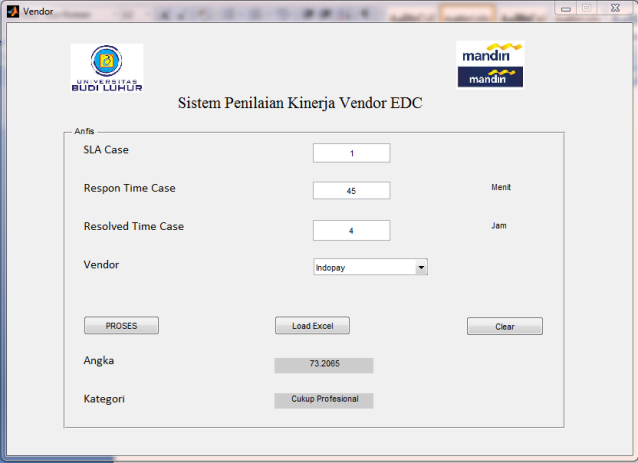 Vendor
UNIVERSITAS
BUDI LUHUR
mandiri
mandiri
Sistem Penilaian Kinerja Vendor EDC
Anfis
SLA Case 1
Respon Time Case 45 Menit
Resolved Time Case 4 Jam
Vendor Indopay
PROSES Load Excel Clear
Angka 73.2065
Kategori Cukup Profesional